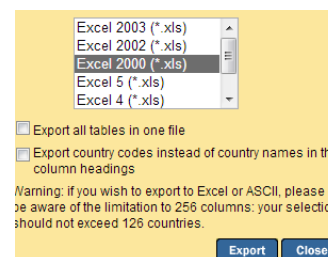 Excel 2003 (*.xls)
Excel 2002 (*.xls)
Excel 2000 (*.xls)
Excel 5 (*.xls)
Excel 4 (*.xls)
Export all tables in one file
Export country codes instead of country names in th
column headings
Warning: if you wish to export to Excel or ASCII, please
be aware of the limitation to 256 columns: your selectio
should not exceed 126 countries.
Export Close